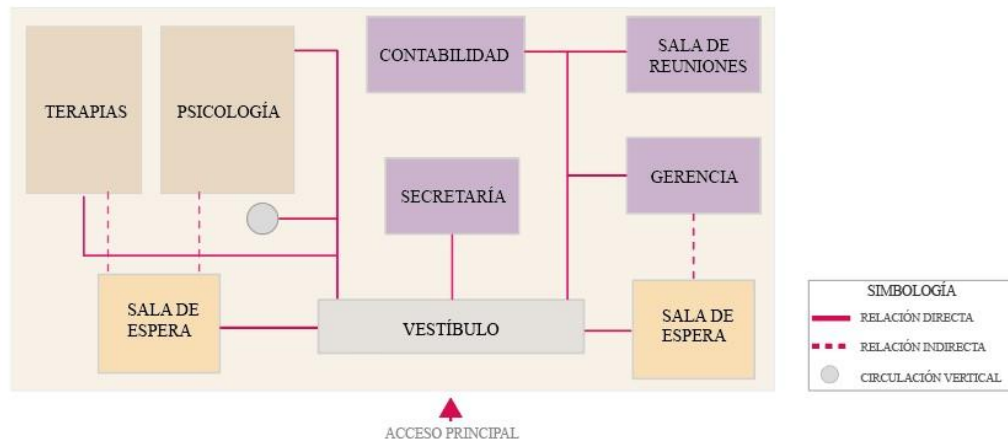 TERAPIAS
PSICOLOGÍA
CONTABILIDAD
SALA DE
REUNIONES
SECRETARÍA
GERENCIA
SALA DE
ESPERA
VESTÍBULO
SALA DE
ESPERA
ACCESO PRINCIPAL
SIMBOLOGÍA
RELACIÓN DIRECTA
RELACIÓN INDIRECTA
CIRCULACIÓN VERTICAL